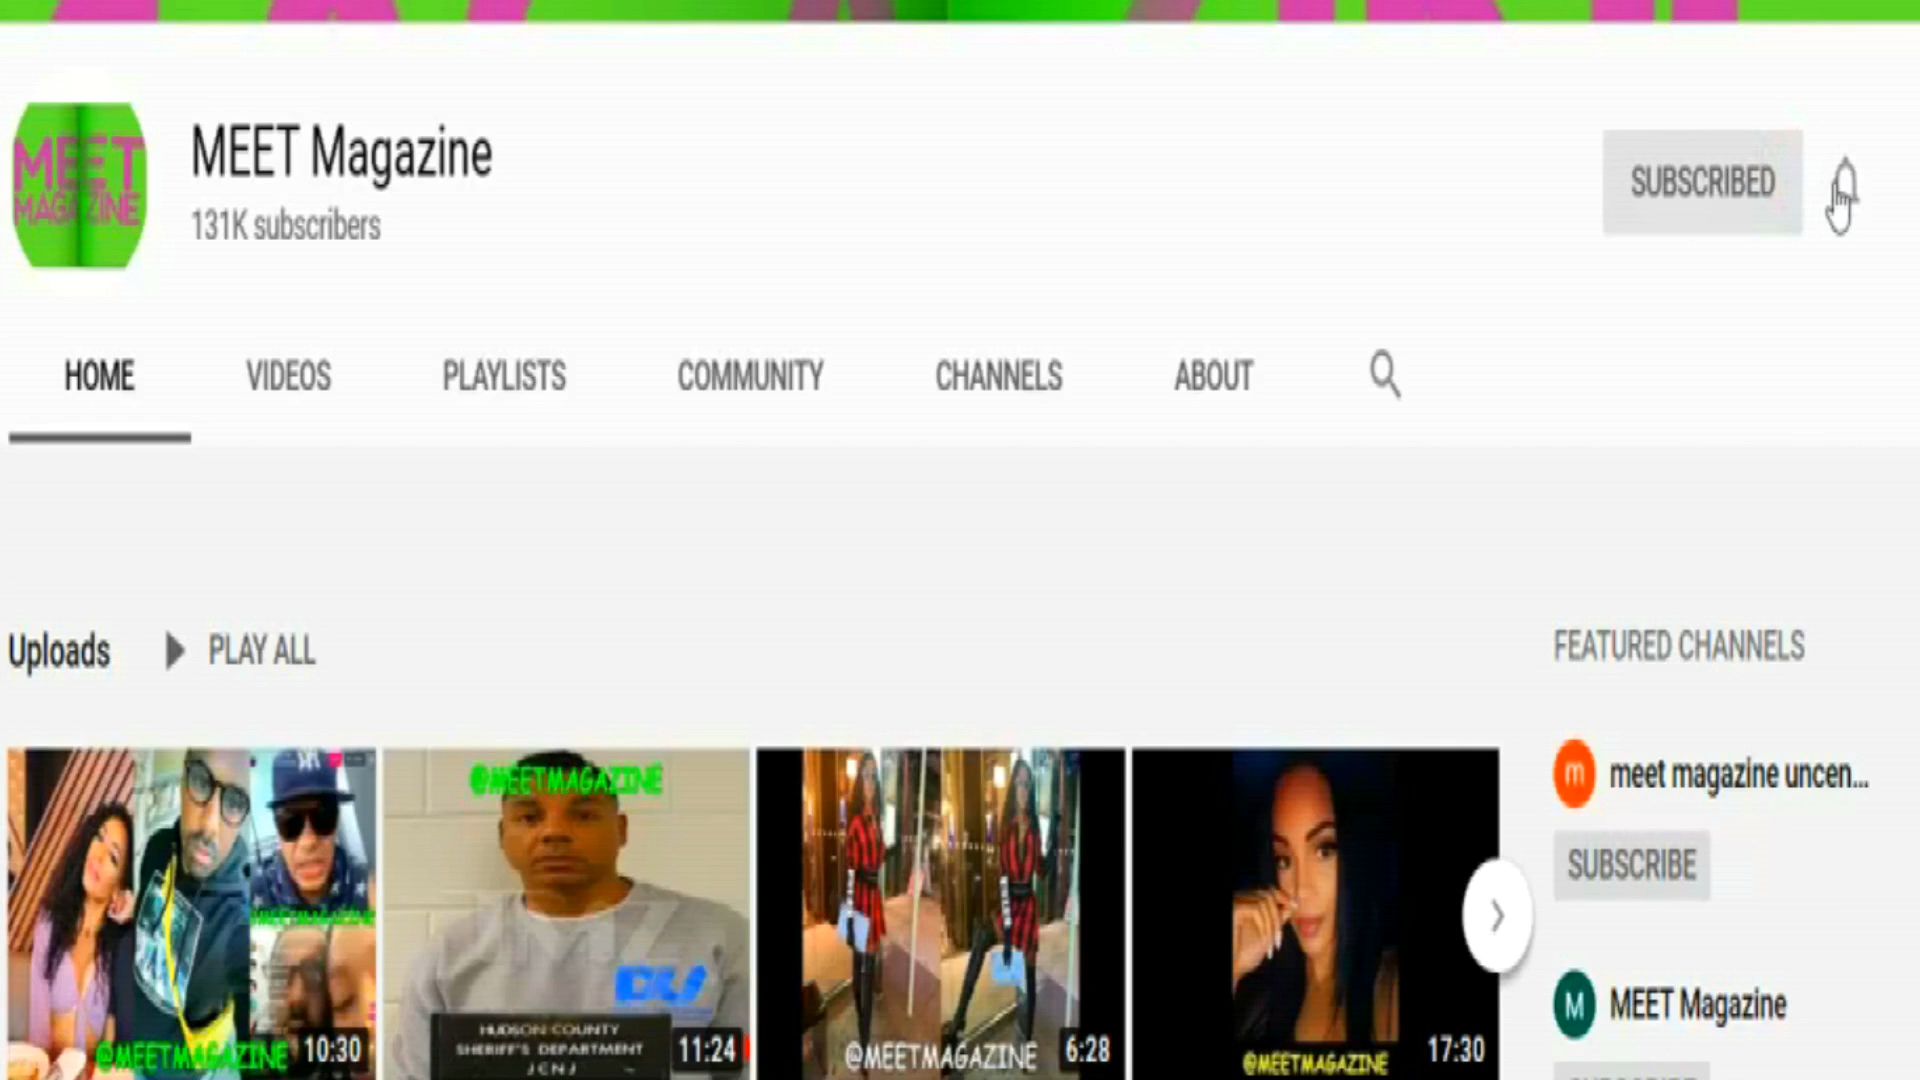 MEET
MAGAZINE
MEET Magazine
131K subscribers
SUBSCRIBED
HOME VIDEOS PLAYLISTS COMMUNITY CHANNELS ABOUT
Uploads PLAY ALL
FEATURED CHANNELS
@MEETMAGAZINE 10:30
@MEETMAGAZINE
HUDSON COUNTY
SHERIFF'S DEPARTMENT
JCNJ
11:24
@MEETMAGAZINE 6:28
@MEETMAGAZINE 17:30
m meet magazine uncen...
SUBSCRIBE
M MEET Magazine